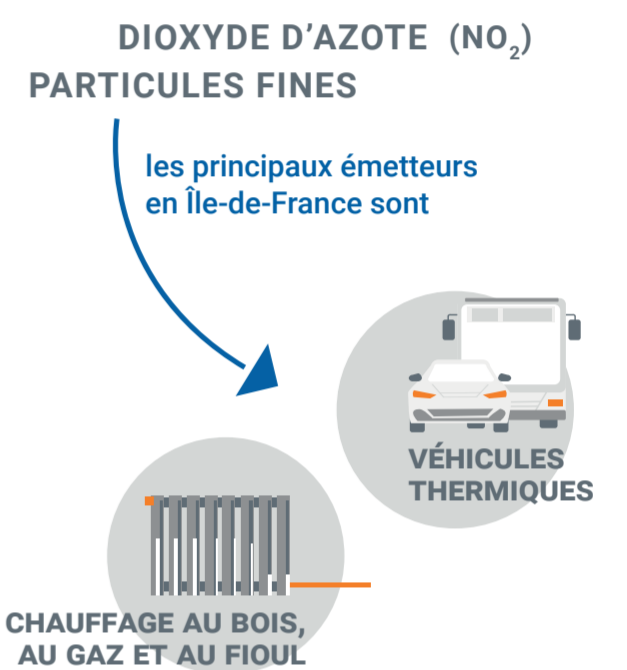 DIOXYDE D'AZOTE (NO₂)
PARTICULES FINES
les principaux émetteurs
en Île-de-France sont
VÉHICULES
THERMIQUES
CHAUFFAGE AU BOIS,
AU GAZ ET AU FIOUL